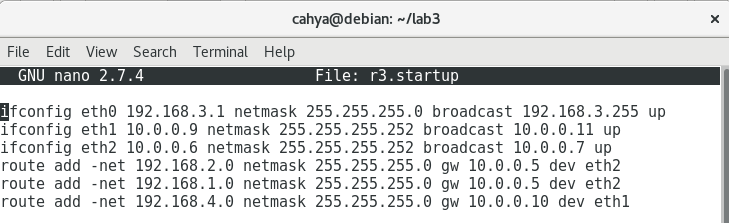 cahya@debian: ~/lab3
×
File Edit View Search Terminal Help
GNU nano 2.7.4 File: r3.startup
ifconfig eth0 192.168.3.1 netmask 255.255.255.0 broadcast 192.168.3.255 up
ifconfig eth1 10.0.0.9 netmask 255.255.255.252 broadcast 10.0.0.11 up
ifconfig eth2 10.0.0.6 netmask 255.255.255.252 broadcast 10.0.0.7 up
route add -net 192.168.2.0 netmask 255.255.255.0 gw 10.0.0.5 dev eth2
route add -net 192.168.1.0 netmask 255.255.255.0 gw 10.0.0.5 dev eth2
route add -net 192.168.4.0 netmask 255.255.255.0 gw 10.0.0.10 dev eth1